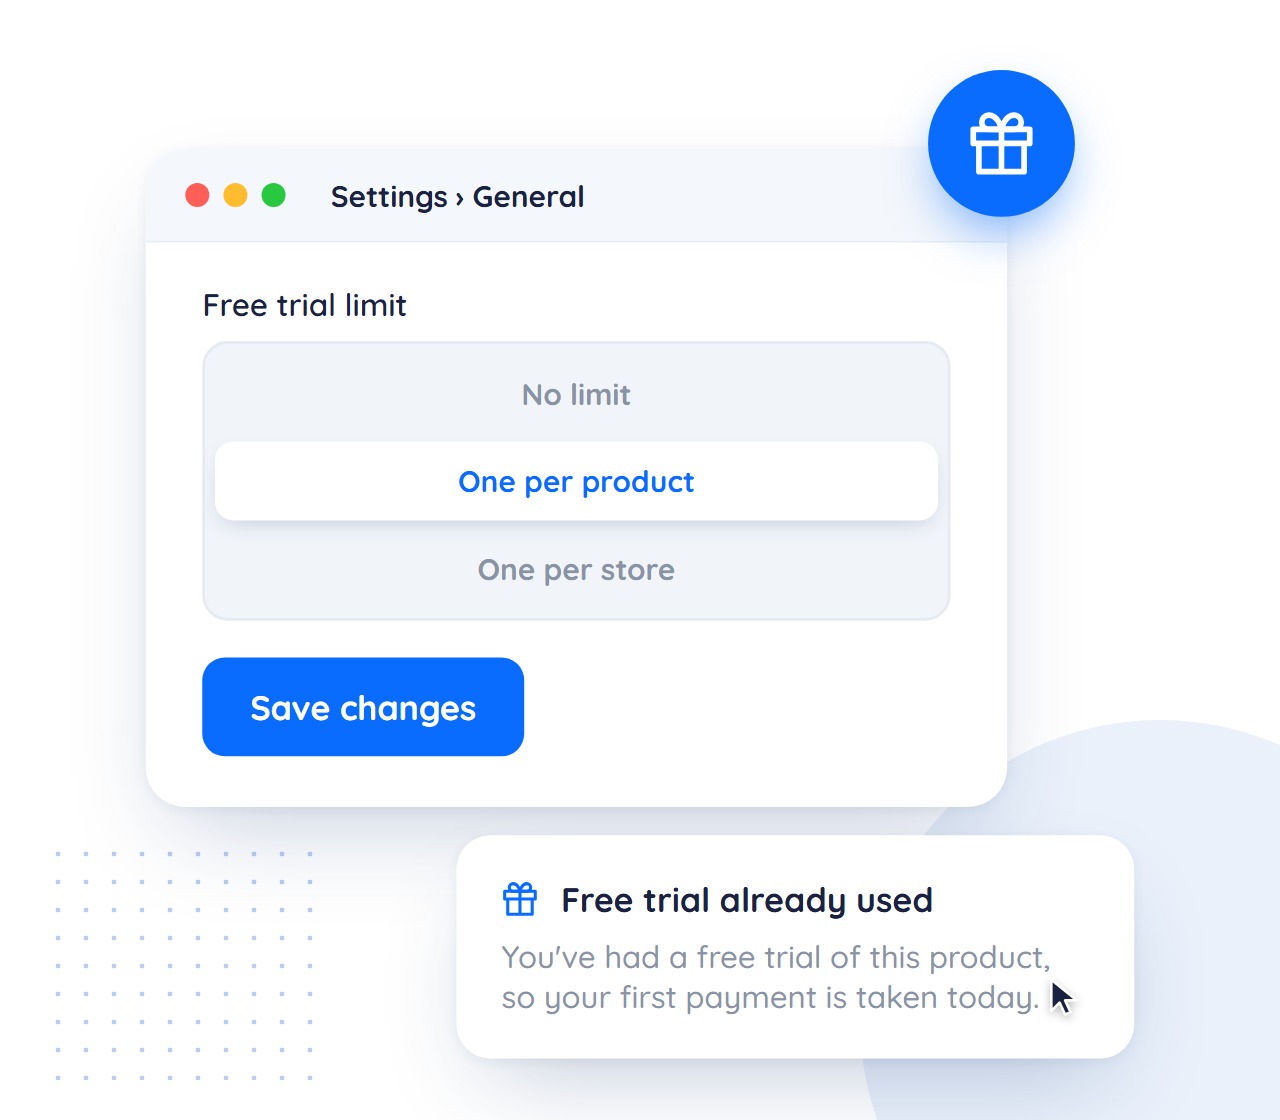 Settings › General
Free trial limit
No limit
One per product
One per store
Save changes
Free trial already used
You've had a free trial of this product,
so your first payment is taken today.